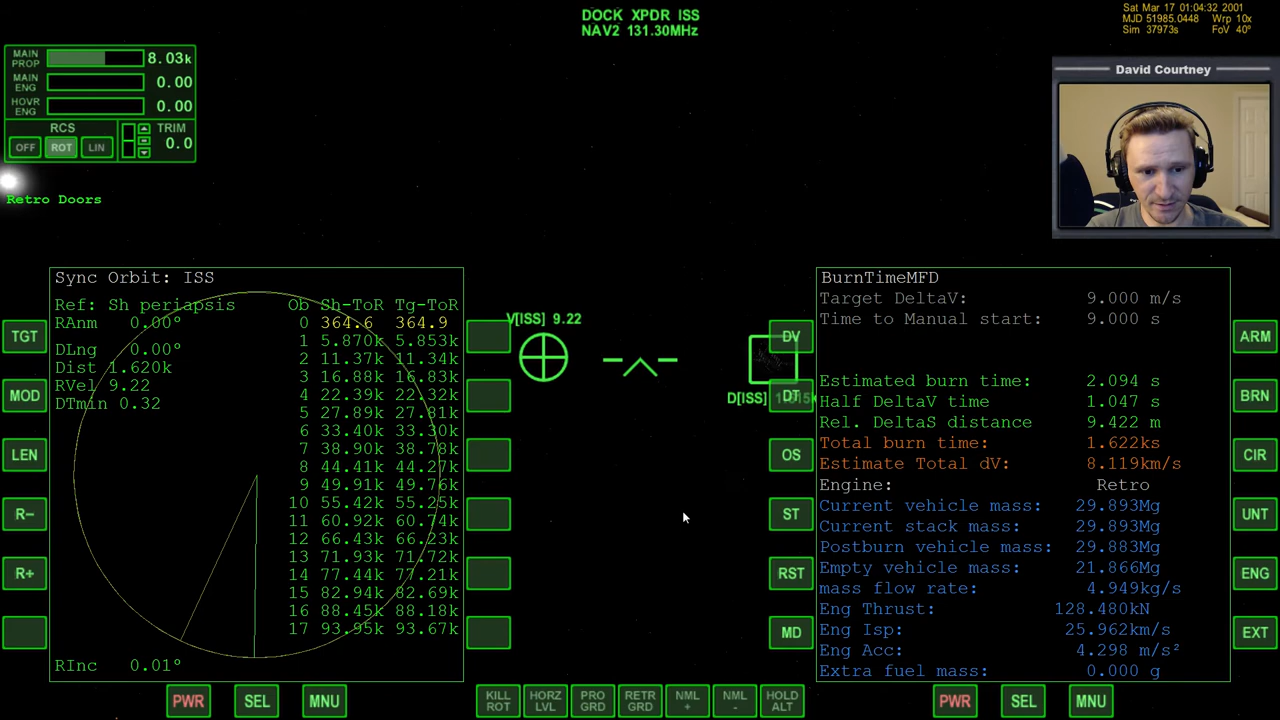 DOCK XPDR ISS
NAV2 131.30MHz
Sat Mar 17 01:04:32 2001
MJD 51985.0448 Wrp 10x
Sim 37973s FoV 40°
MAIN PROP 8.03k
MAIN ENG 0.00
HOVR ENG 0.00
RCS TRIM
OFF ROT LIN 0.0
Retro Doors
David Courtney
Sync Orbit: ISS
Ref: Sh periapsis
RAnm 0.00°
DLng 0.00°
Dist 1.620k
RVel 9.22
DTmin 0.32
Ob Sh-ToR Tg-ToR
0 364.6 364.9
1 5.870k 5.853k
2 11.37k 11.34k
3 16.88k 16.83k
4 22.39k 22.32k
5 27.89k 27.81k
6 33.40k 33.30k
7 38.90k 38.78k
8 44.41k 44.27k
9 49.91k 49.76k
10 55.42k 55.25k
11 60.92k 60.74k
12 66.43k 66.23k
13 71.93k 71.72k
14 77.44k 77.21k
15 82.94k 82.69k
16 88.45k 88.18k
17 93.95k 93.67k
RInc 0.01°
TGT
MOD
LEN
R-
R+
PWR SEL MNU
V[ISS] 9.22
D[ISS]
KILL ROT
HORZ LVL
PRO GRD
RETR GRD
NML +
NML -
HOLD ALT
DV
DT
OS
ST
RST
MD
BurnTimeMFD
Target DeltaV: 9.000 m/s
Time to Manual start: 9.000 s
Estimated burn time: 2.094 s
Half DeltaV time 1.047 s
Rel. DeltaS distance 9.422 m
Total burn time: 1.622ks
Estimate Total dV: 8.119km/s
Engine: Retro
Current vehicle mass: 29.893Mg
Current stack mass: 29.893Mg
Postburn vehicle mass: 29.883Mg
Empty vehicle mass: 21.866Mg
mass flow rate: 4.949kg/s
Eng Thrust: 128.480kN
Eng Isp: 25.962km/s
Eng Acc: 4.298 m/s²
Extra fuel mass: 0.000 g
ARM
BRN
CIR
UNT
ENG
EXT
PWR SEL MNU